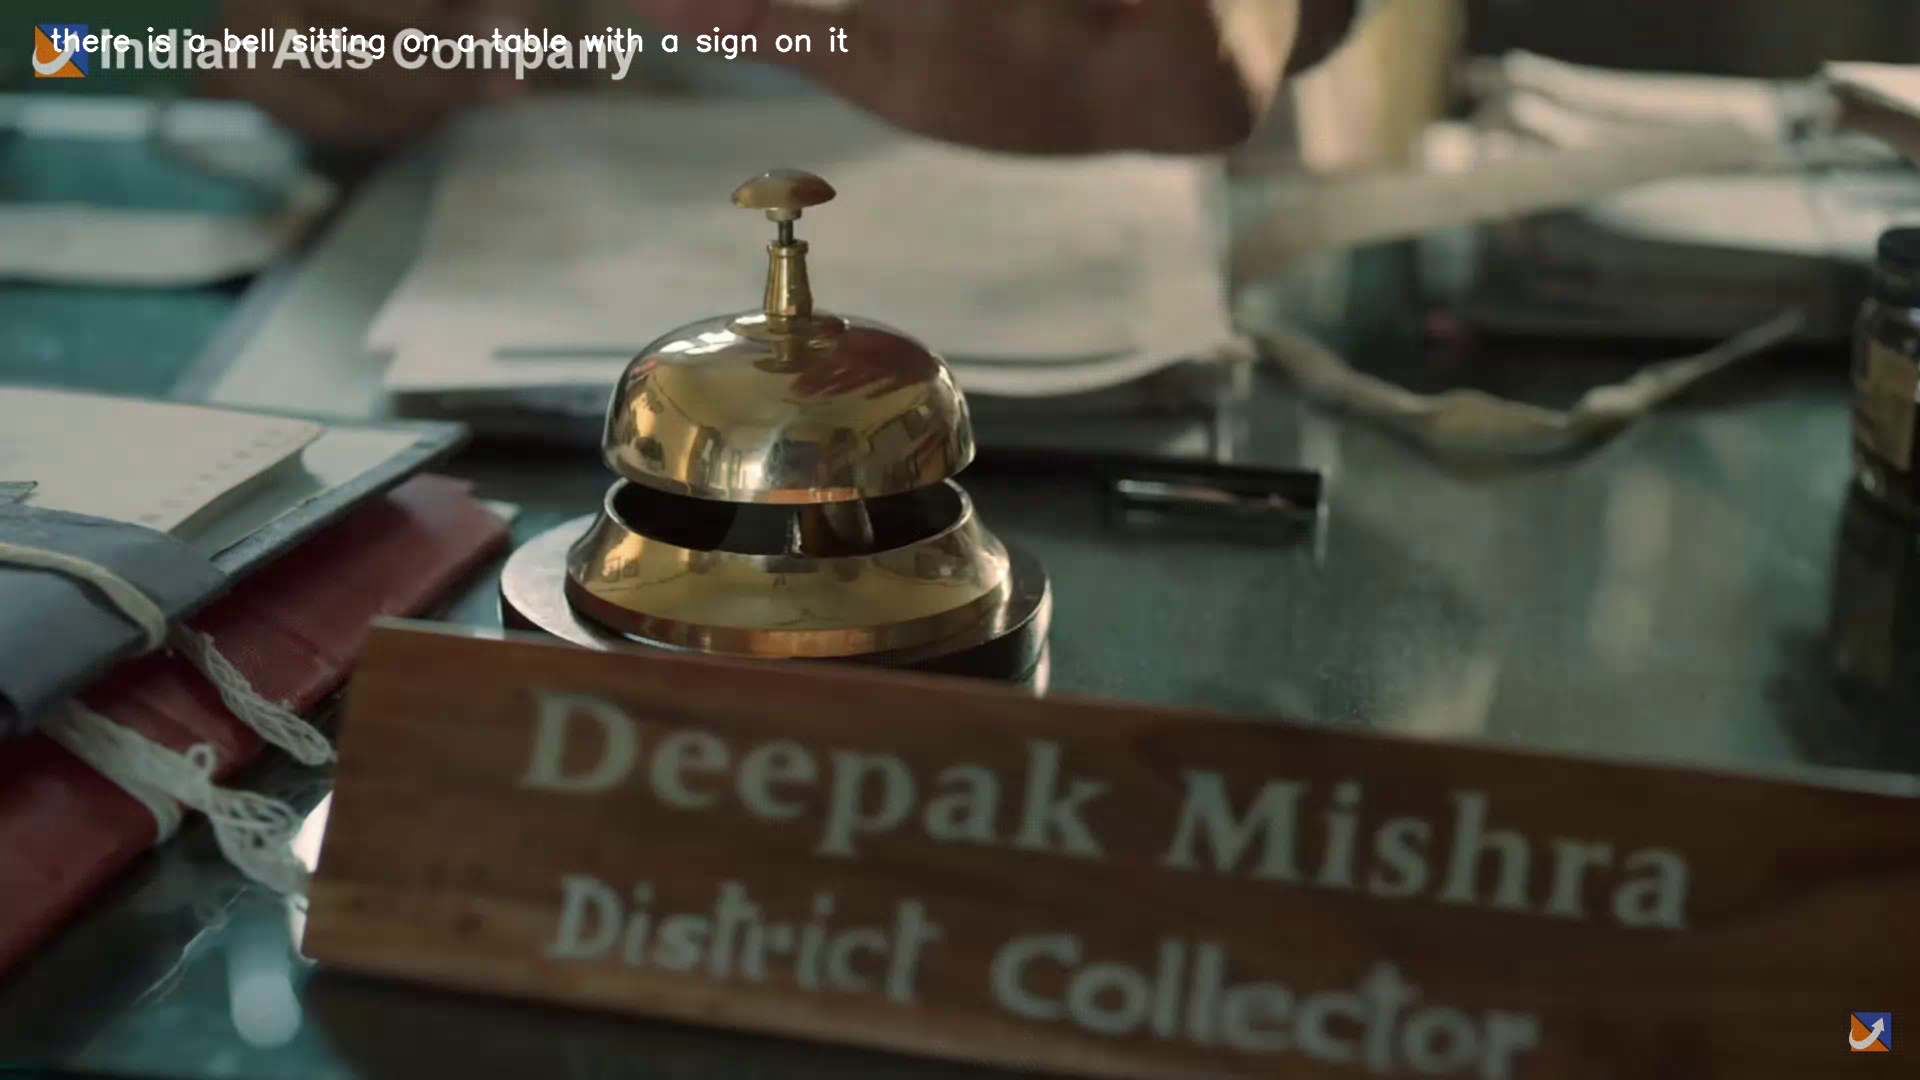 there is a bell sitting on a table with a sign on it
Indian Ads Company
Deepak Mishra
District Collector